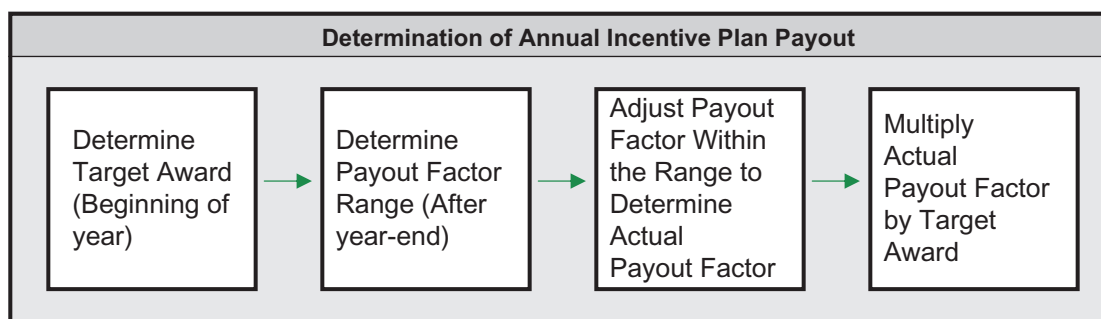 Determination of Annual Incentive Plan Payout
Determine
Target Award
(Beginning of
year)
Determine
Payout Factor
Range (After
year-end)
Adjust Payout
Factor Within
the Range to
Determine
Actual
Payout Factor
Multiply
Actual
Payout Factor
by Target
Award